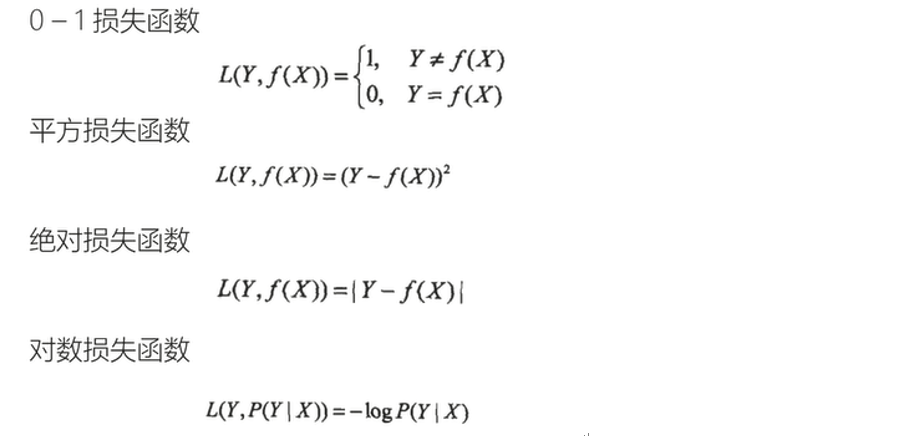 0－1损失函数
L(Y, f(X)) = {1, Y ≠ f(X)
0, Y = f(X)
平方损失函数
L(Y, f(X)) = (Y − f(X))²
绝对损失函数
L(Y, f(X)) = | Y − f(X) |
对数损失函数
L(Y, P(Y | X)) = − log P(Y | X)